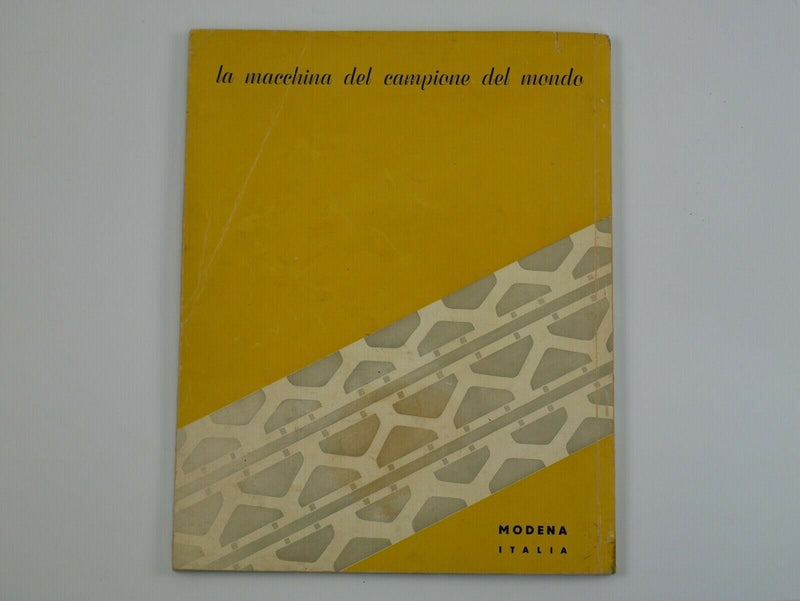 la macchina del campione del mondo
MODENA
ITALIA